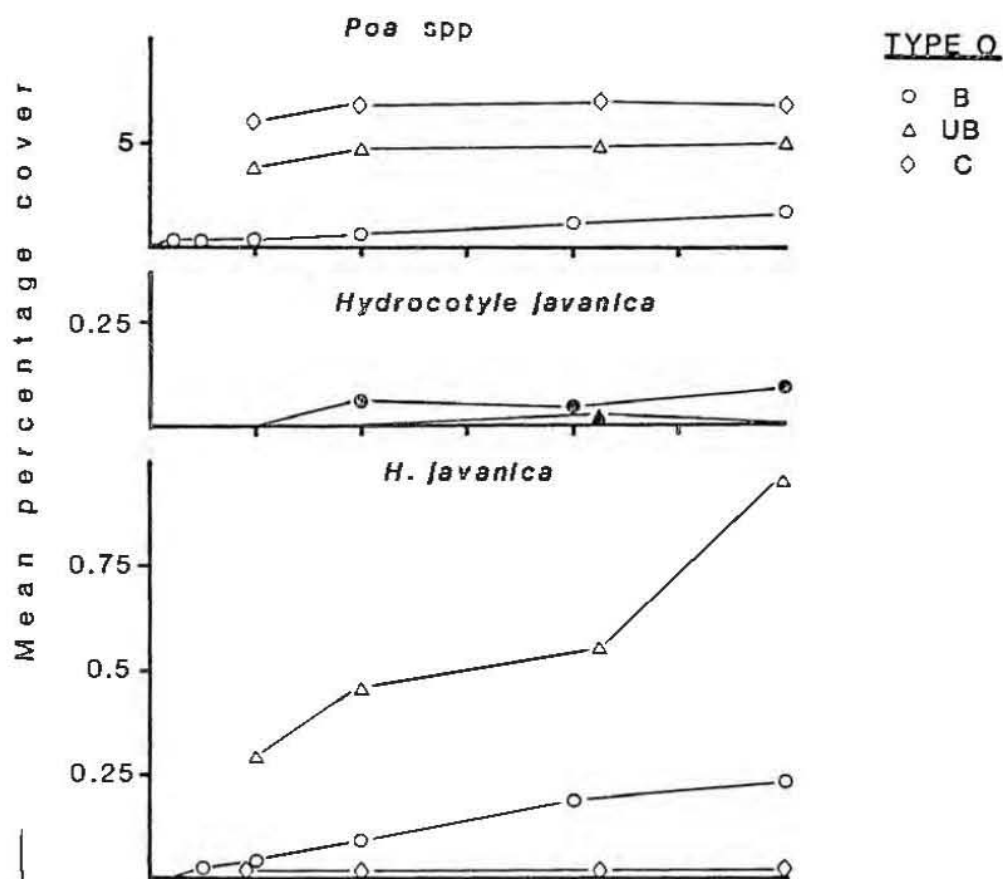 Poa spp
TYPE O
B
UB
C
Mean percentage cover
5
Hydrocotyle javanica
0.25
H. javanica
0.75
0.5
0.25